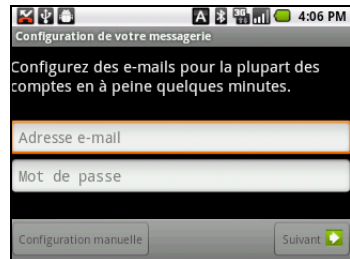 A 3G 4:06 PM
Configuration de votre messagerie
Configurez des e-mails pour la plupart des
comptes en à peine quelques minutes.
Adresse e-mail
Mot de passe
Configuration manuelle Suivant